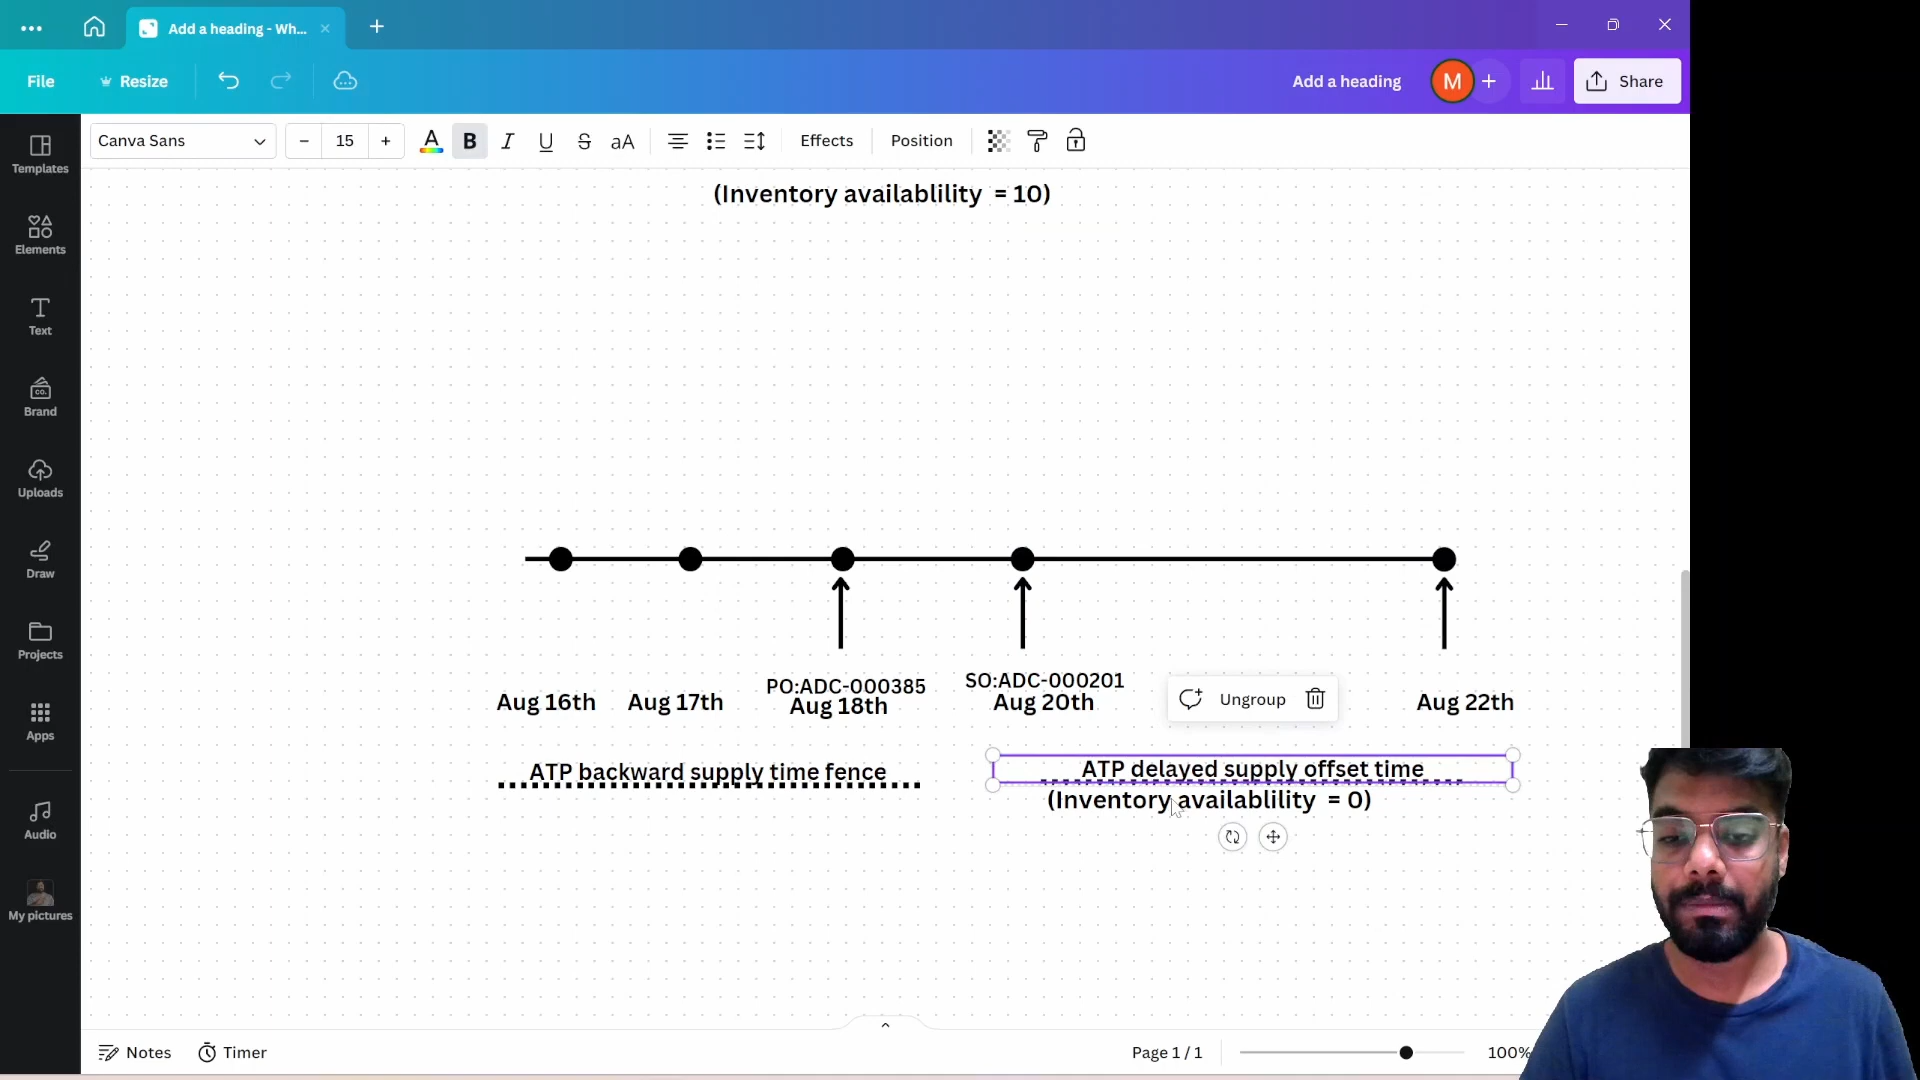 Add a heading - Wh...
File
Resize
Add a heading
M
Share
Canva Sans
15
A
B
I
U
S
aA
Effects
Position
Templates
Elements
Text
Brand
Uploads
Draw
Projects
Apps
Audio
My pictures
(Inventory availablility = 10)
PO:ADC-000385
SO:ADC-000201
Aug 16th
Aug 17th
Aug 18th
Aug 20th
Ungroup
Aug 22th
ATP backward supply time fence
ATP delayed supply offset time
(Inventory availablility = 0)
Notes
Timer
Page 1 / 1
100%